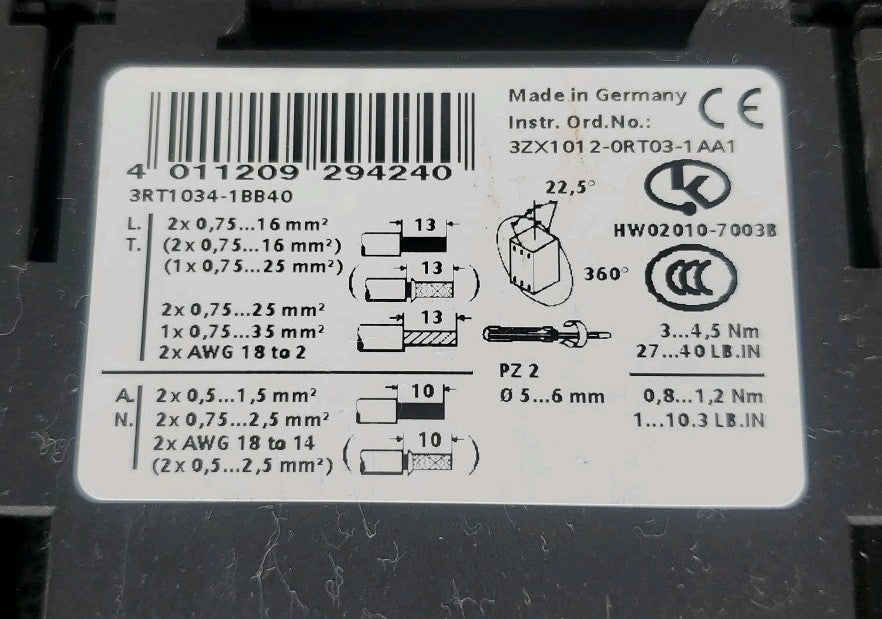 4 011209 294240
3RT1034-1BB40
Made in Germany CE
Instr. Ord.No.:
3ZX1012-0RT03-1AA1
HW02010-7003B
CCC
22,5°
360°
L. 2x 0,75...16 mm² 13
T. (2x 0,75...16 mm²)
(1x 0,75...25 mm²) ( 13 )
2x 0,75...25 mm² 13
1x 0,75...35 mm²
2x AWG 18 to 2
3...4,5 Nm
27...40 LB.IN
PZ 2
Ø 5...6 mm
0,8...1,2 Nm
1...10.3 LB.IN
A. 2x 0,5...1,5 mm² 10
N. 2x 0,75...2,5 mm²
2x AWG 18 to 14 ( 10 )
(2x 0,5...2,5 mm²)